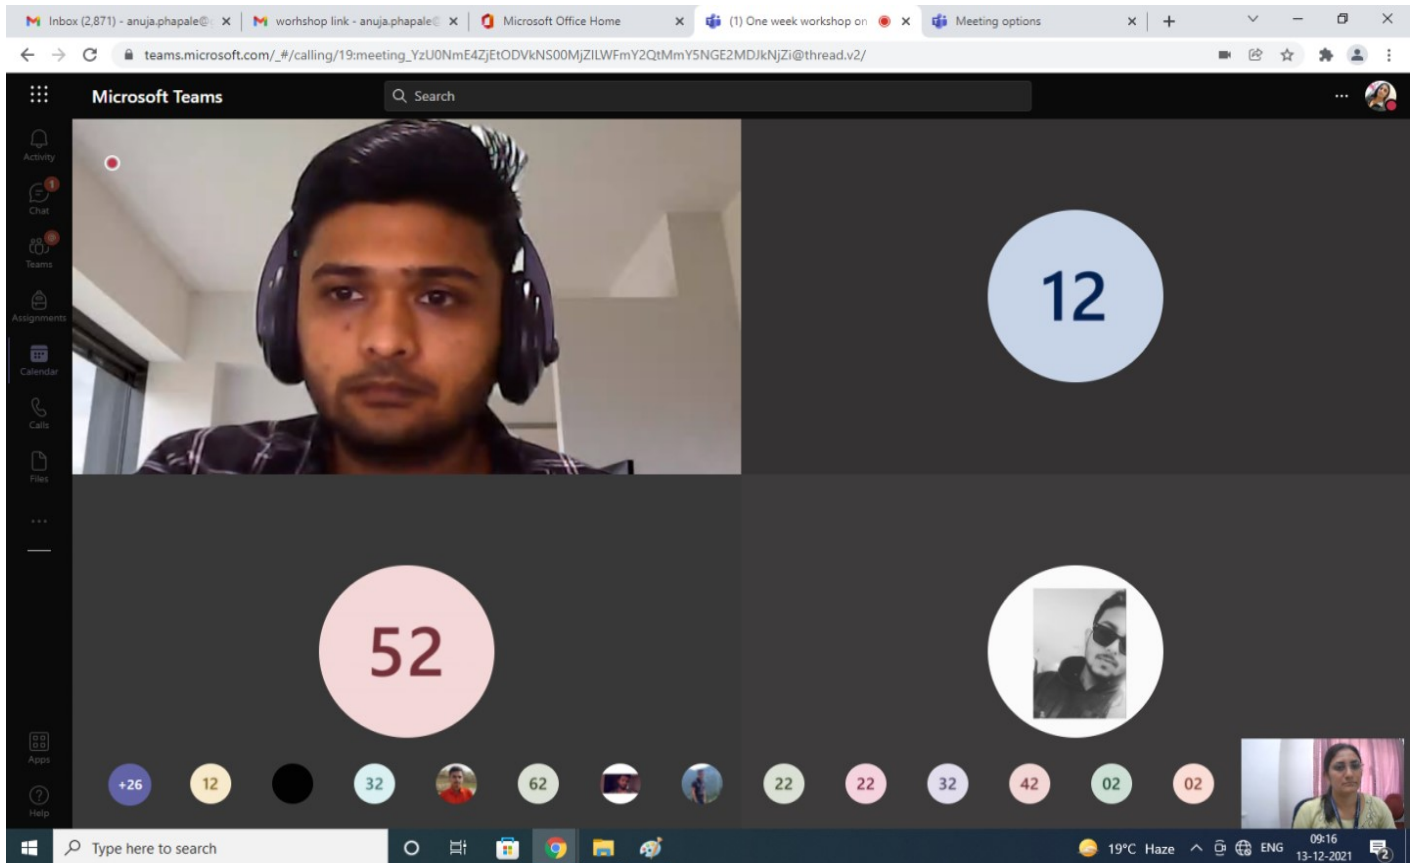 Inbox (2,871) - anuja.phapale@
worhshop link - anuja.phapale@
Microsoft Office Home
(1) One week workshop on
Meeting options
teams.microsoft.com/_#/calling/19:meeting_YzU0NmE4ZjEtODVkNS00MjZlLWFmY2QtMmY5NGE2MDJkNjZi@thread.v2/
Microsoft Teams
Search
Activity
1
Chat
Teams
Assignments
Calendar
Calls
Files
Apps
Help
12
52
+26
12
32
62
22
22
32
42
02
02
Type here to search
19°C Haze
ENG
09:16
13-12-2021
2